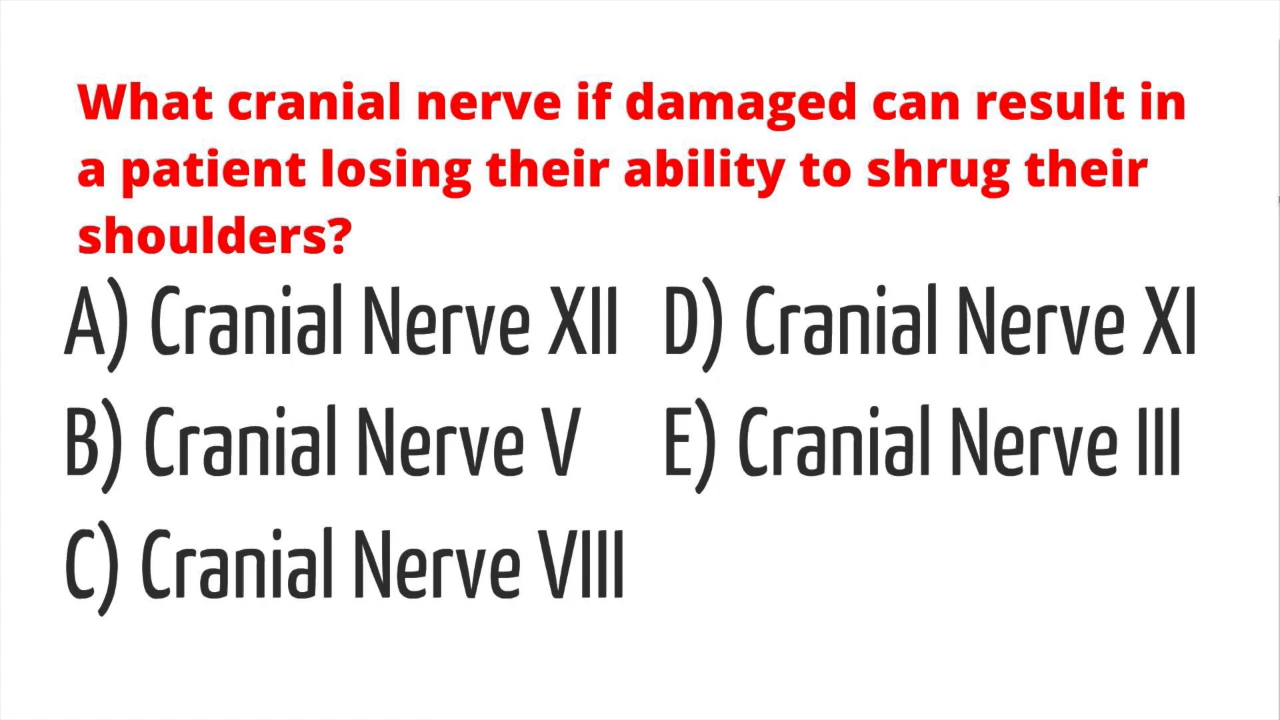 What cranial nerve if damaged can result in
a patient losing their ability to shrug their
shoulders?
A) Cranial Nerve XII
B) Cranial Nerve V
C) Cranial Nerve VIII
D) Cranial Nerve XI
E) Cranial Nerve III